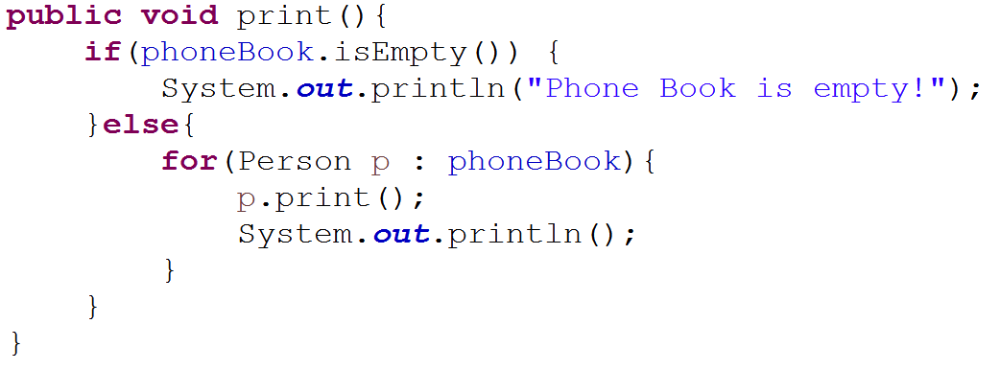 public void print(){
    if(phoneBook.isEmpty()) {
        System.out.println("Phone Book is empty!");
    }else{
        for(Person p : phoneBook){
            p.print();
            System.out.println();
        }
    }
}